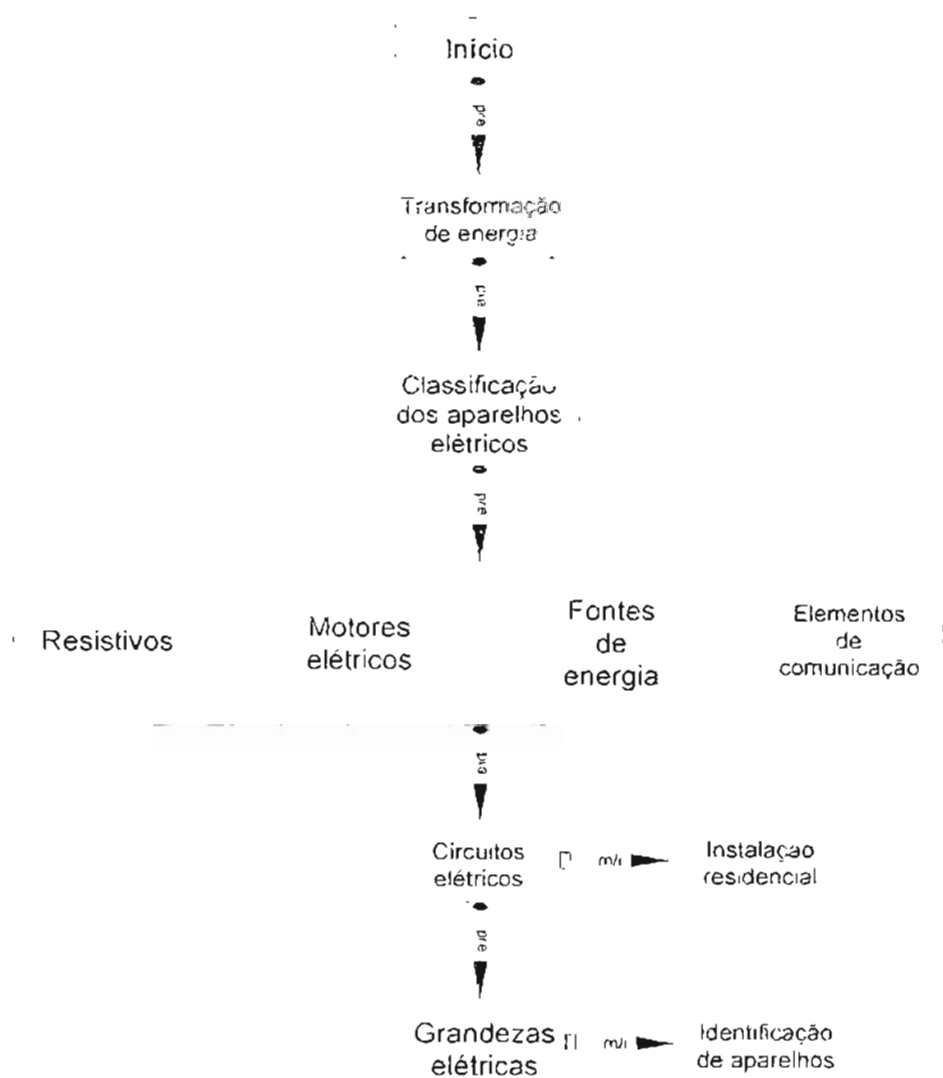 Início
pre
Transformação
de energia
pre
Classificação
dos aparelhos
elétricos
pre
Resistivos
Motores
elétricos
Fontes
de
energia
Elementos
de
comunicação
pre
Circuitos
elétricos
m/i
Instalaçao
residencial
pre
Grandezas
elétricas
m/i
Identificação
de aparelhos